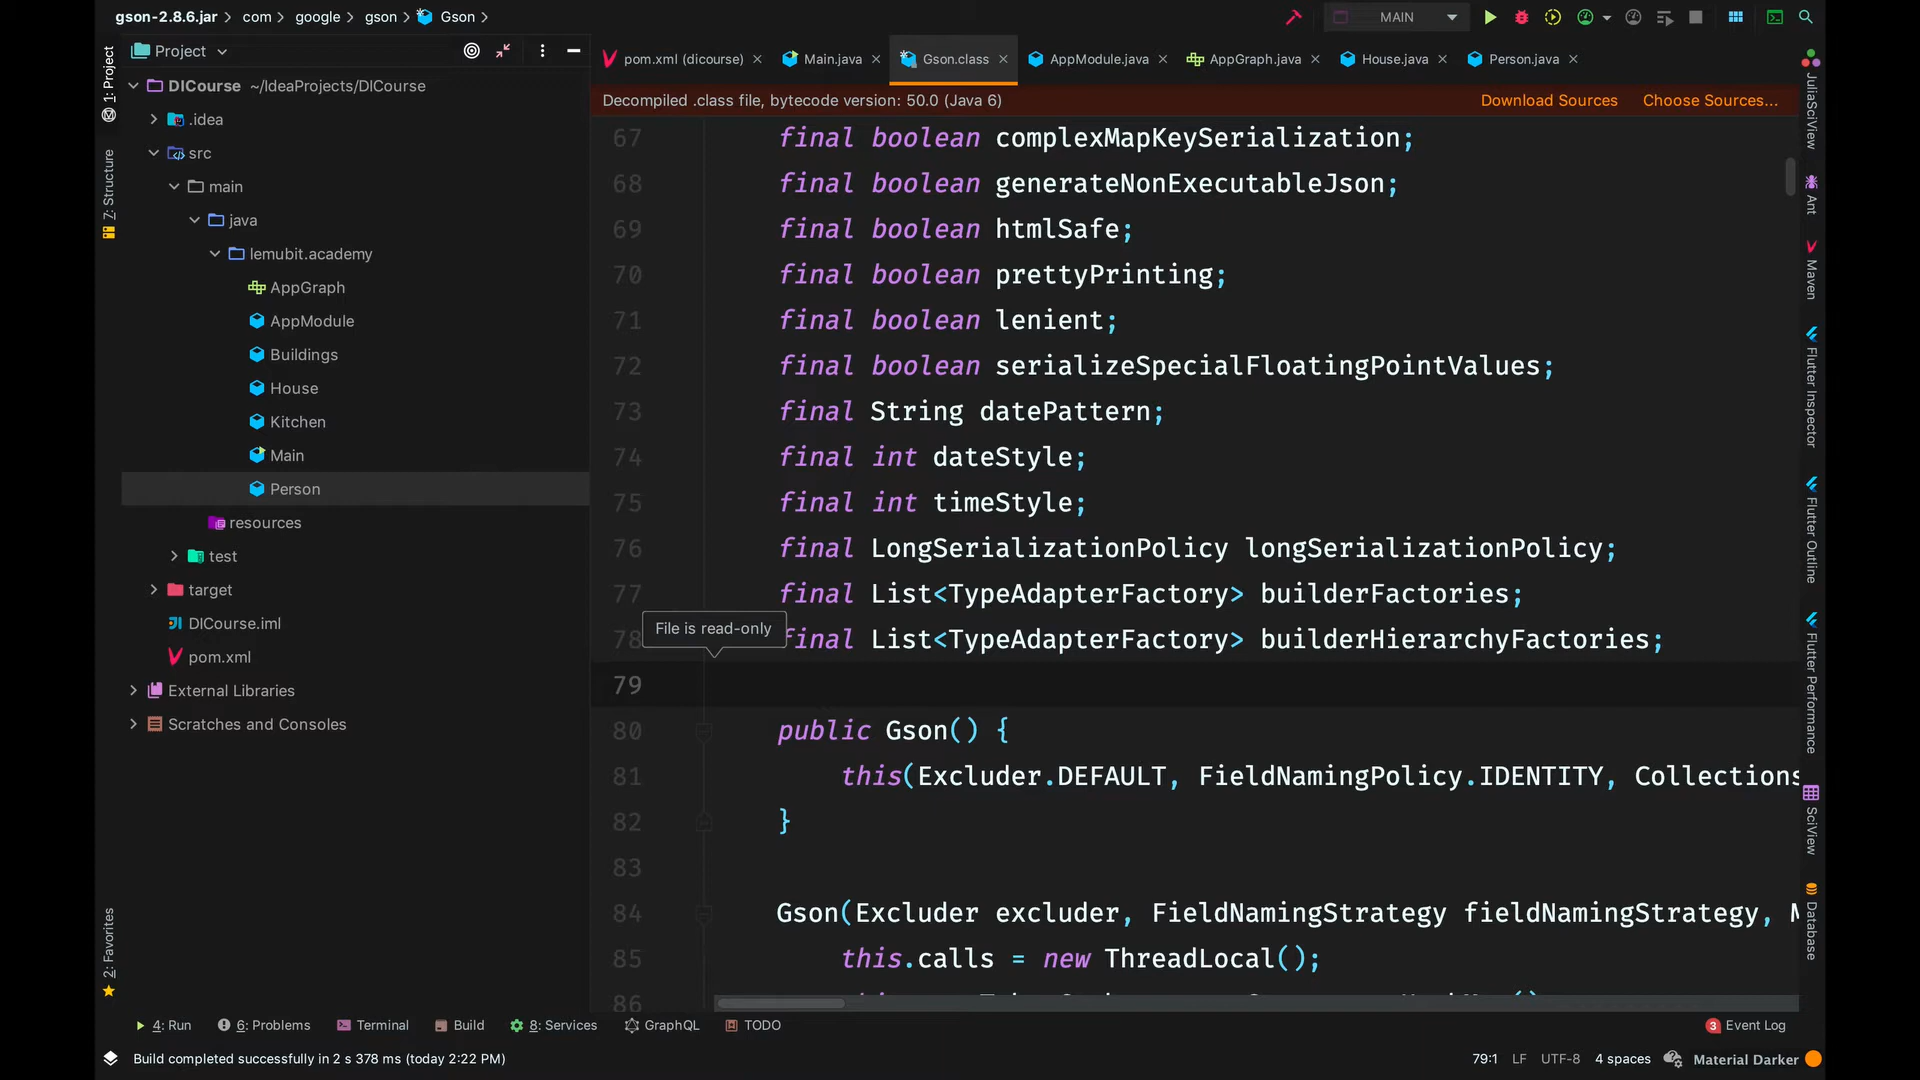 gson-2.8.6.jar > com > google > gson > Gson >
MAIN
Project
DICourse ~/IdeaProjects/DICourse
.idea
src
main
java
lemubit.academy
AppGraph
AppModule
Buildings
House
Kitchen
Main
Person
resources
test
target
DICourse.iml
pom.xml
External Libraries
Scratches and Consoles
1: Project
7: Structure
2: Favorites
pom.xml (dicourse)
Main.java
Gson.class
AppModule.java
AppGraph.java
House.java
Person.java
Decompiled .class file, bytecode version: 50.0 (Java 6)
Download Sources
Choose Sources...
67 final boolean complexMapKeySerialization;
68 final boolean generateNonExecutableJson;
69 final boolean htmlSafe;
70 final boolean prettyPrinting;
71 final boolean lenient;
72 final boolean serializeSpecialFloatingPointValues;
73 final String datePattern;
74 final int dateStyle;
75 final int timeStyle;
76 final LongSerializationPolicy longSerializationPolicy;
77 final List<TypeAdapterFactory> builderFactories;
78 final List<TypeAdapterFactory> builderHierarchyFactories;
File is read-only
79
80 public Gson() {
81 this(Excluder.DEFAULT, FieldNamingPolicy.IDENTITY, Collections
82 }
83
84 Gson(Excluder excluder, FieldNamingStrategy fieldNamingStrategy, M
85 this.calls = new ThreadLocal();
86
JuliaSciView
Ant
Maven
Flutter Inspector
Flutter Outline
Flutter Performance
SciView
Database
4: Run
6: Problems
Terminal
Build
8: Services
GraphQL
TODO
3 Event Log
Build completed successfully in 2 s 378 ms (today 2:22 PM)
79:1 LF UTF-8 4 spaces Material Darker